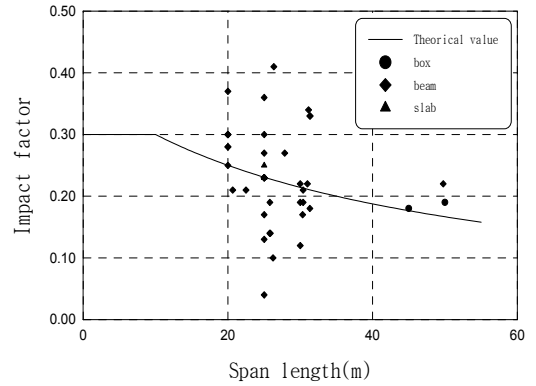 0.50
0.40
0.30
0.20
0.10
0.00
Impact factor
Theorical value
box
beam
slab
0
20
40
60
Span length(m)